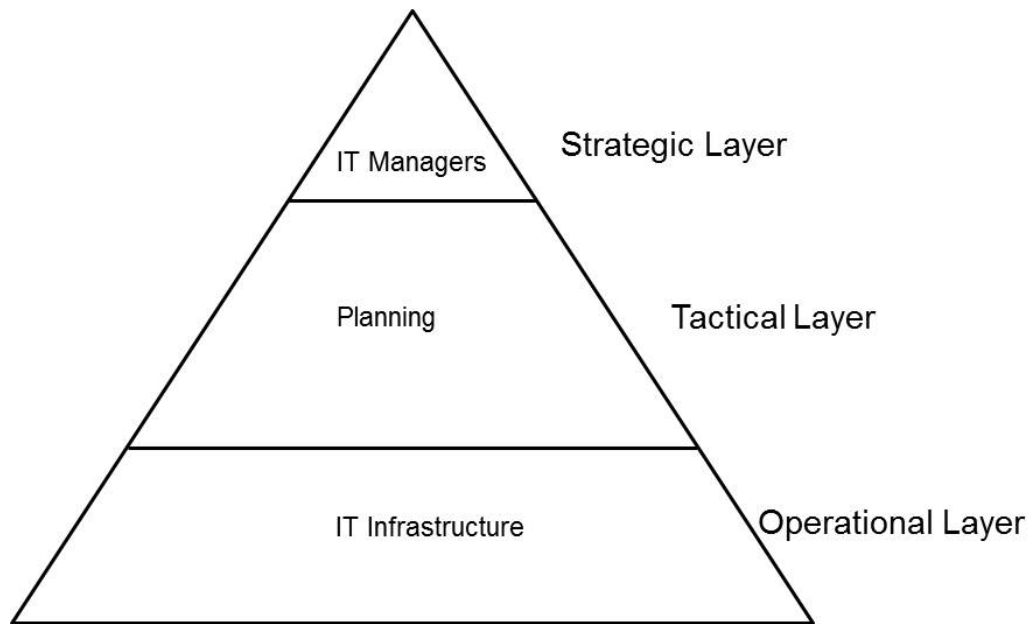 IT Managers
Strategic Layer
Planning
Tactical Layer
IT Infrastructure
Operational Layer